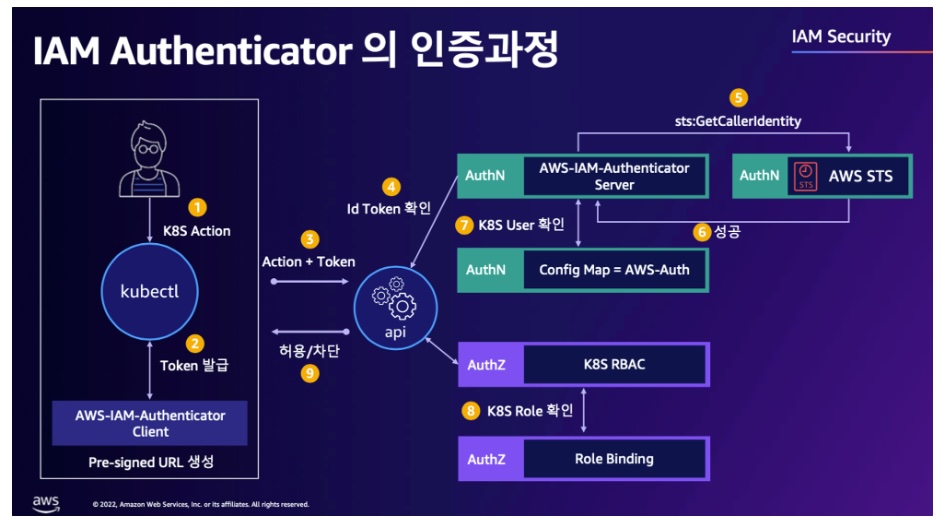 IAM Authenticator 의 인증과정
IAM Security
5
sts:GetCallerIdentity
AuthN
AWS-IAM-Authenticator
Server
AuthN
STS
AWS STS
4
Id Token 확인
1
K8S Action
7 K8S User 확인
6 성공
3
Action + Token
kubectl
AuthN
Config Map = AWS-Auth
api
2
Token 발급
허용/차단
9
AuthZ
K8S RBAC
AWS-IAM-Authenticator
Client
8 K8S Role 확인
Pre-signed URL 생성
AuthZ
Role Binding
aws
© 2022, Amazon Web Services, Inc. or its affiliates. All rights reserved.